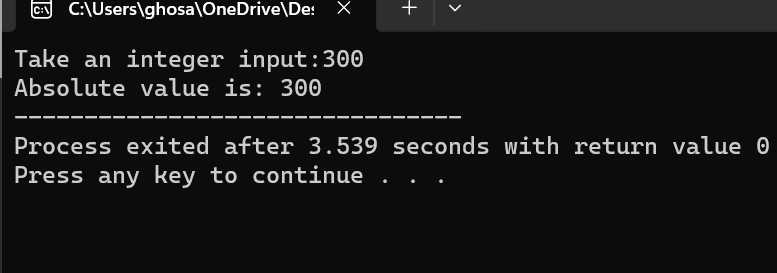 C:\Users\ghosa\OneDrive\Des
Take an integer input:300
Absolute value is: 300
--------------------------------
Process exited after 3.539 seconds with return value 0
Press any key to continue . . .